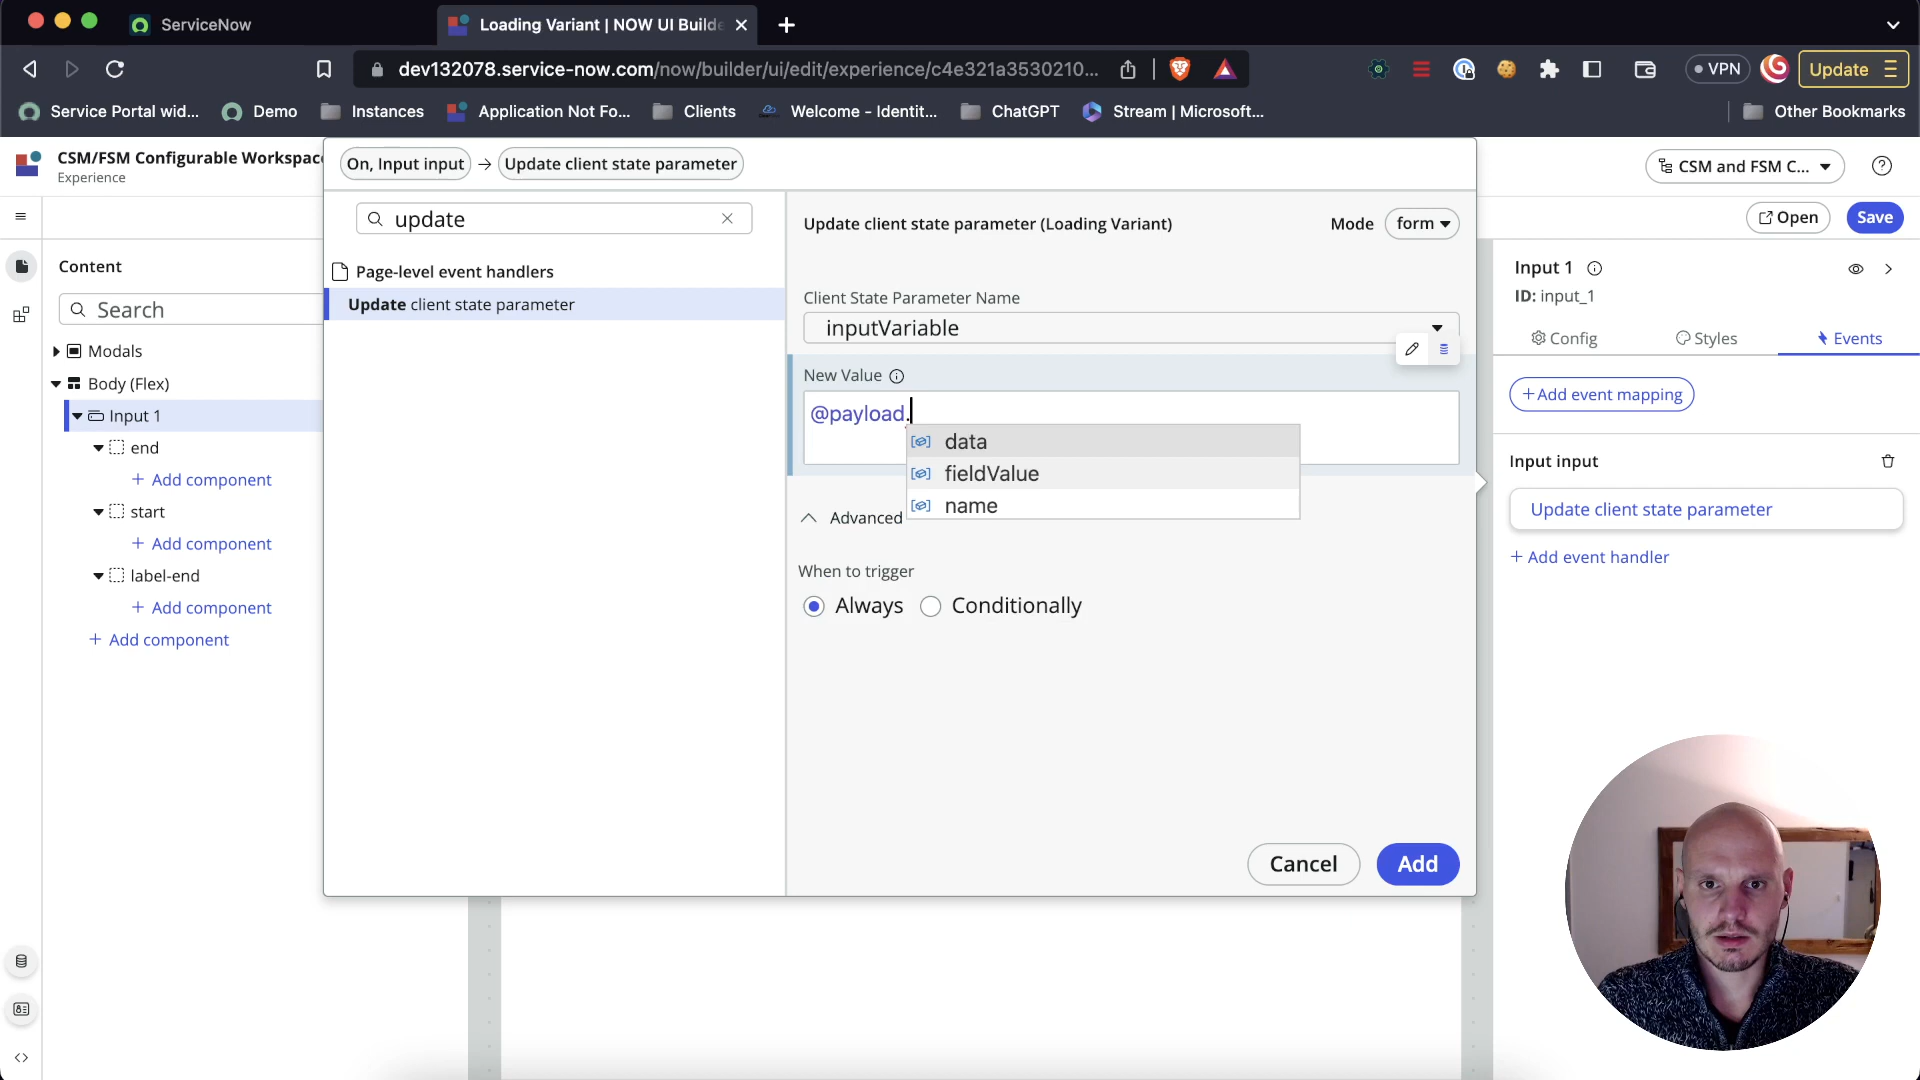 ServiceNow
Loading Variant | NOW UI Builde
dev132078.service-now.com/now/builder/ui/edit/experience/c4e321a3530210...
VPN
Update
Service Portal wid...
Demo
Instances
Application Not Fo...
Clients
Welcome - Identit...
ChatGPT
Stream | Microsoft...
Other Bookmarks
CSM/FSM Configurable Workspac
Experience
On, Input input → Update client state parameter
CSM and FSM C...
Open
Save
update
Update client state parameter (Loading Variant)
Mode
form
Content
Search
Modals
Body (Flex)
Input 1
end
+ Add component
start
+ Add component
label-end
+ Add component
+ Add component
Page-level event handlers
Update client state parameter
Client State Parameter Name
inputVariable
New Value
@payload.
data
fieldValue
name
Advanced
When to trigger
Always
Conditionally
Cancel
Add
Input 1
ID: input_1
Config
Styles
Events
+ Add event mapping
Input input
Update client state parameter
+ Add event handler